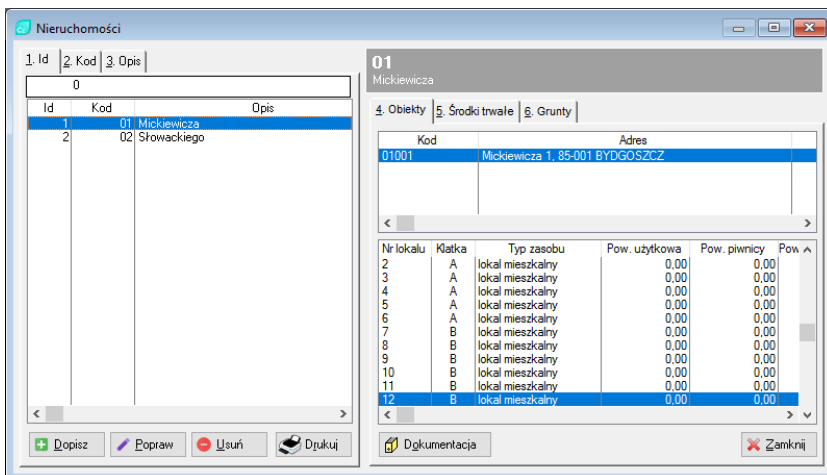 Nieruchomości
1. Id 2. Kod 3. Opis
0
Id Kod Opis
1 01 Mickiewicza
2 02 Słowackiego
Dopisz Popraw Usuń Drukuj
01
Mickiewicza
4. Obiekty 5. Środki trwałe 6. Grunty
Kod Adres
01001 Mickiewicza 1, 85-001 BYDGOSZCZ
Nr lokalu Klatka Typ zasobu Pow. użytkowa Pow. piwnicy Pow
2 A lokal mieszkalny 0,00 0,00
3 A lokal mieszkalny 0,00 0,00
4 A lokal mieszkalny 0,00 0,00
5 A lokal mieszkalny 0,00 0,00
6 A lokal mieszkalny 0,00 0,00
7 B lokal mieszkalny 0,00 0,00
8 B lokal mieszkalny 0,00 0,00
9 B lokal mieszkalny 0,00 0,00
10 B lokal mieszkalny 0,00 0,00
11 B lokal mieszkalny 0,00 0,00
12 B lokal mieszkalny 0,00 0,00
Dokumentacja Zamknij